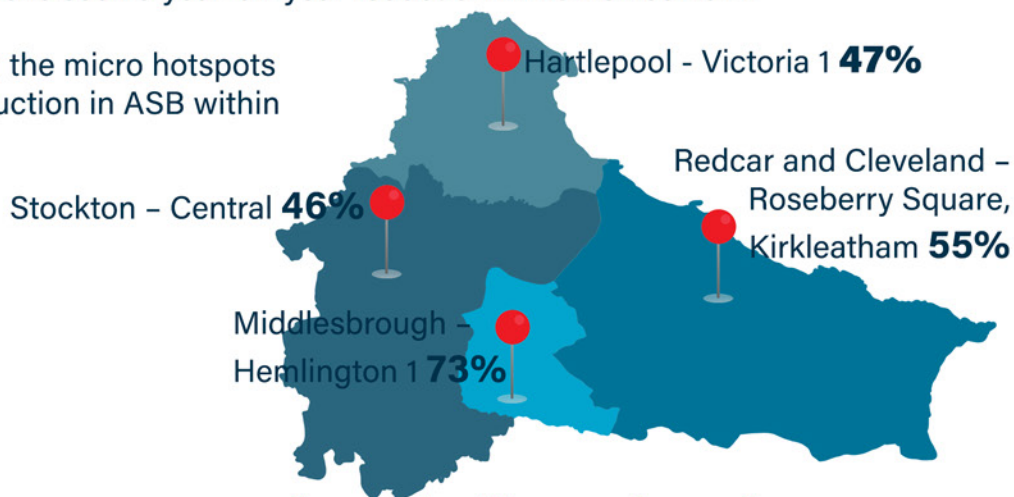 the micro hotspots
uction in ASB within
Hartlepool - Victoria 1 47%
Redcar and Cleveland –
Roseberry Square,
Kirkleatham 55%
Stockton – Central 46%
Middlesbrough –
Hemlington 1 73%